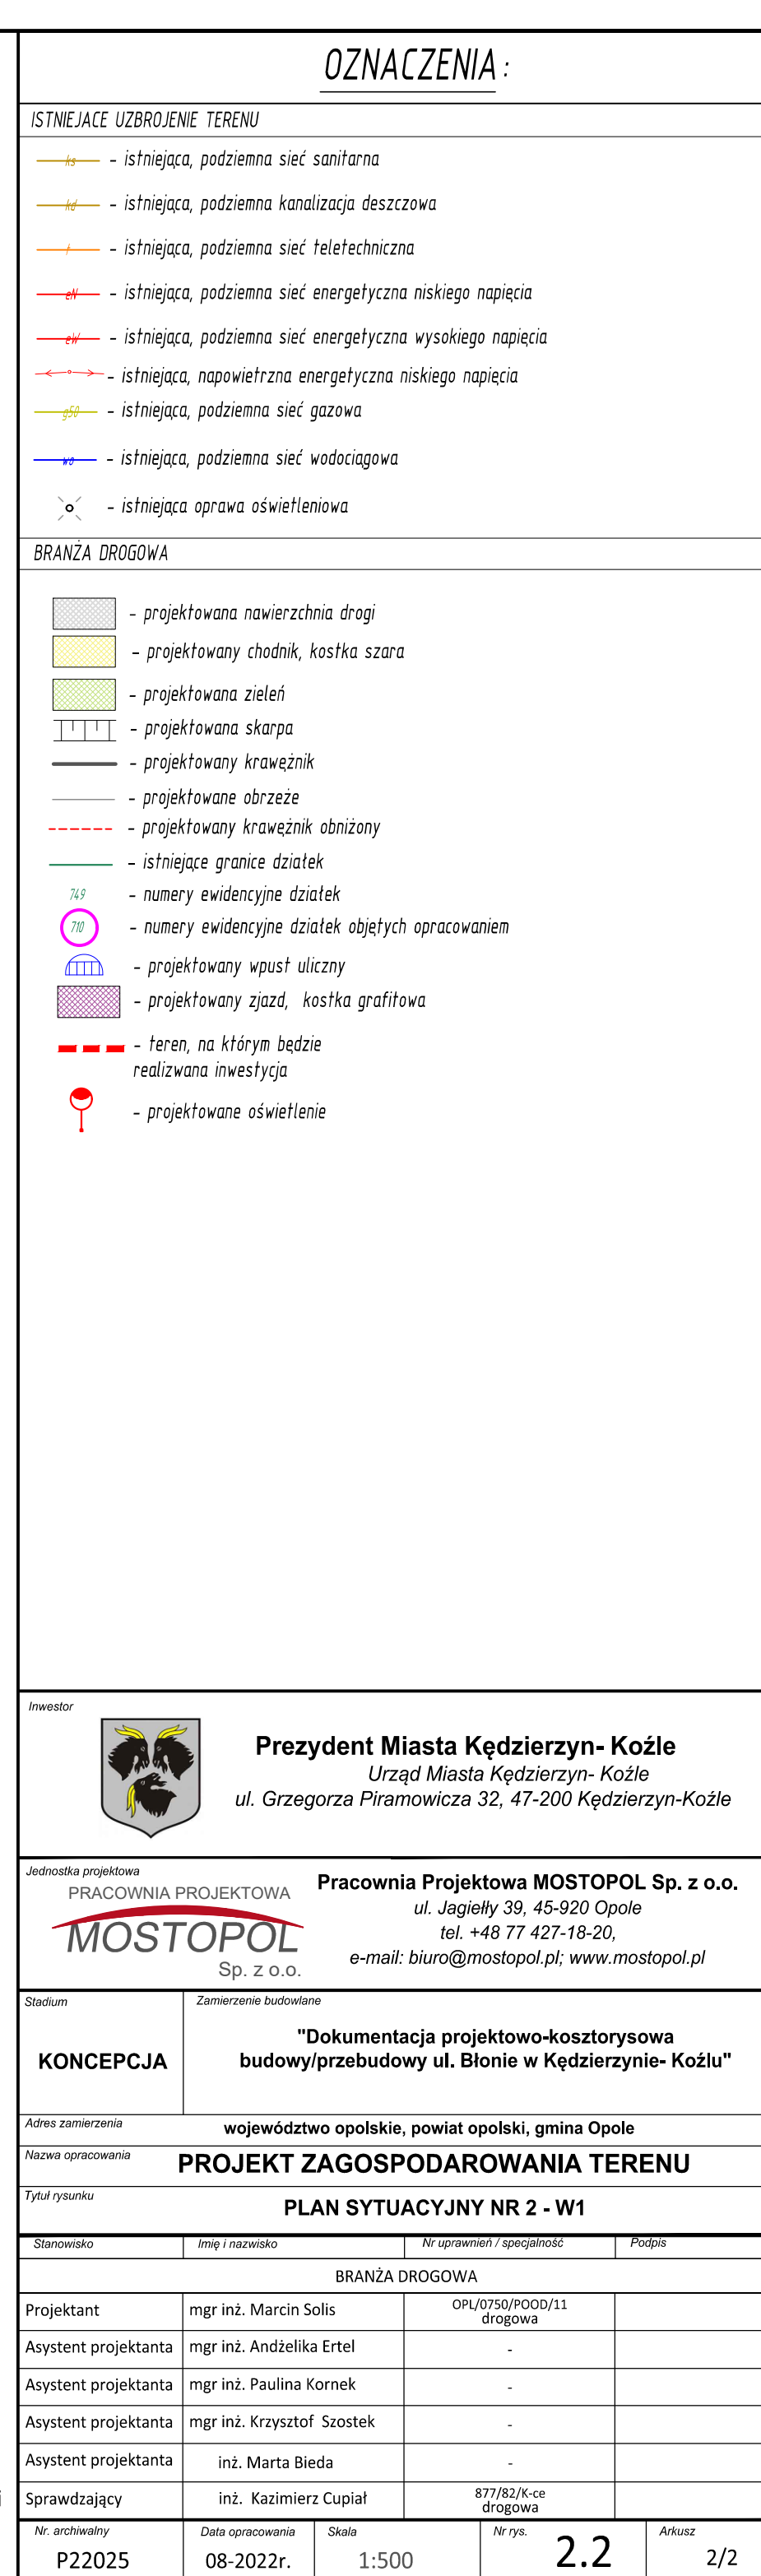 OZNACZENIA :
ISTNIEJACE UZBROJENIE TERENU
ks - istniejąca, podziemna sieć sanitarna
kd - istniejąca, podziemna kanalizacja deszczowa
t - istniejąca, podziemna sieć teletechniczna
eN - istniejąca, podziemna sieć energetyczna niskiego napięcia
eW - istniejąca, podziemna sieć energetyczna wysokiego napięcia
- istniejąca, napowietrzna energetyczna niskiego napięcia
g50 - istniejąca, podziemna sieć gazowa
wo - istniejąca, podziemna sieć wodociągowa
- istniejąca oprawa oświetleniowa
BRANŻA DROGOWA
- projektowana nawierzchnia drogi
- projektowany chodnik, kostka szara
- projektowana zieleń
- projektowana skarpa
- projektowany krawężnik
- projektowane obrzeże
- projektowany krawężnik obniżony
- istniejące granice działek
749 - numery ewidencyjne działek
710 - numery ewidencyjne działek objętych opracowaniem
- projektowany wpust uliczny
- projektowany zjazd, kostka grafitowa
- teren, na którym będzie
realizwana inwestycja
- projektowane oświetlenie
Inwestor
Prezydent Miasta Kędzierzyn- Koźle
Urząd Miasta Kędzierzyn- Koźle
ul. Grzegorza Piramowicza 32, 47-200 Kędzierzyn-Koźle
Jednostka projektowa
PRACOWNIA PROJEKTOWA
MOSTOPOL
Sp. z o.o.
Pracownia Projektowa MOSTOPOL Sp. z o.o.
ul. Jagiełły 39, 45-920 Opole
tel. +48 77 427-18-20,
e-mail: biuro@mostopol.pl; www.mostopol.pl
Stadium
Zamierzenie budowlane
KONCEPCJA
"Dokumentacja projektowo-kosztorysowa
budowy/przebudowy ul. Błonie w Kędzierzynie- Koźlu"
Adres zamierzenia
województwo opolskie, powiat opolski, gmina Opole
Nazwa opracowania
PROJEKT ZAGOSPODAROWANIA TERENU
Tytuł rysunku
PLAN SYTUACYJNY NR 2 - W1
Stanowisko Imię i nazwisko Nr uprawnień / specjalność Podpis
BRANŻA DROGOWA
Projektant mgr inż. Marcin Solis OPL/0750/POOD/11
drogowa
Asystent projektanta mgr inż. Andżelika Ertel -
Asystent projektanta mgr inż. Paulina Kornek -
Asystent projektanta mgr inż. Krzysztof Szostek -
Asystent projektanta inż. Marta Bieda -
i
Sprawdzający inż. Kazimierz Cupiał 877/82/K-ce
drogowa
Nr. archiwalny Data opracowania Skala Nr rys. Arkusz
P22025 08-2022r. 1:500 2.2 2/2